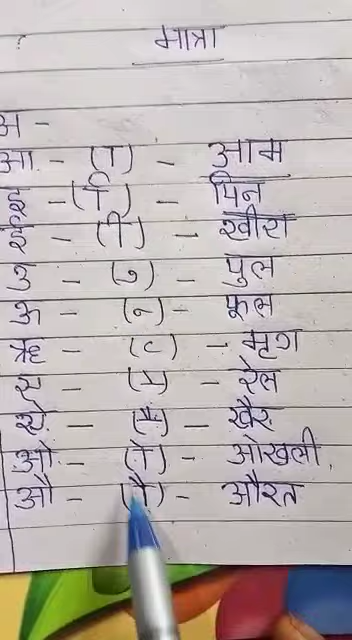 मात्रा
अ -
आ - (ा) - आम
इ - (ि) - पिन
ई - (ी) - खीरा
उ - (ु) - पुल
ऊ - (ू) - फूल
ऋ - (ृ) - मृग
ए - (े) - रेल
ऐ - (ै) - खैर
ओ - (ो) - ओखली
औ - (ौ) - औरत